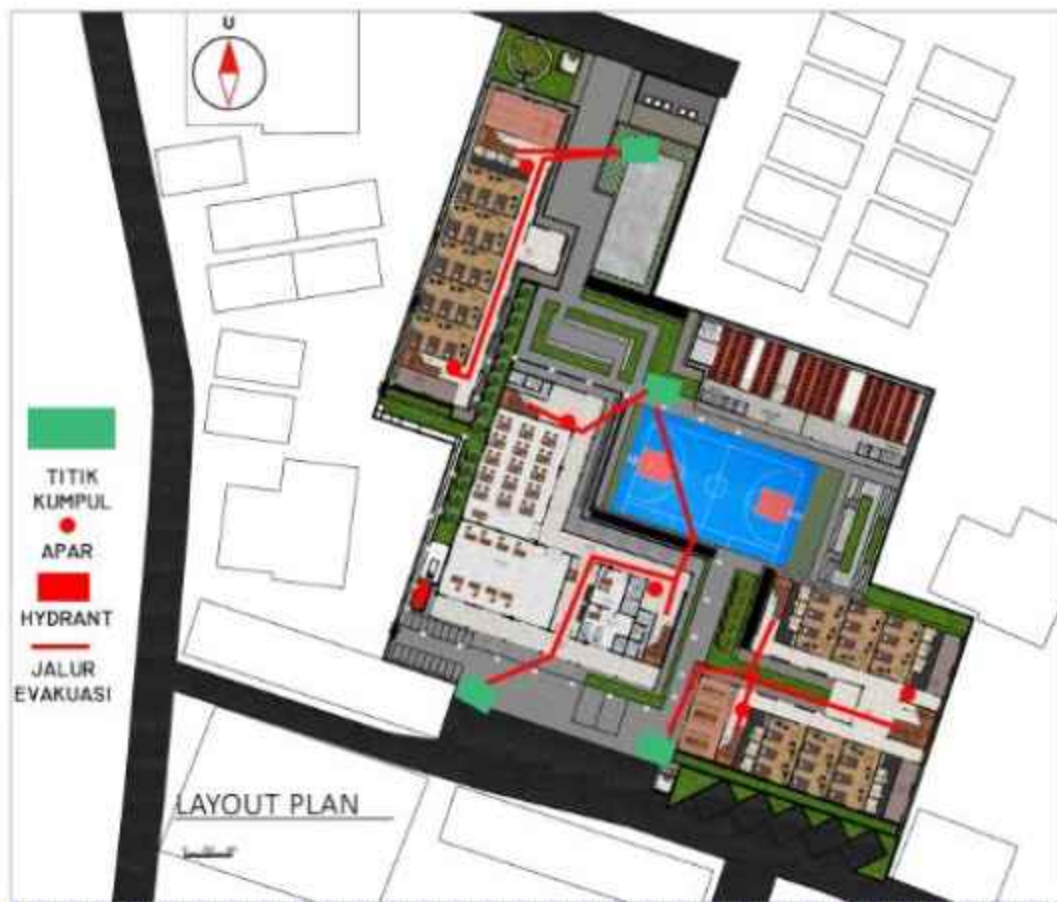 U
TITIK
KUMPUL
APAR
HYDRANT
JALUR
EVAKUASI
LAYOUT PLAN